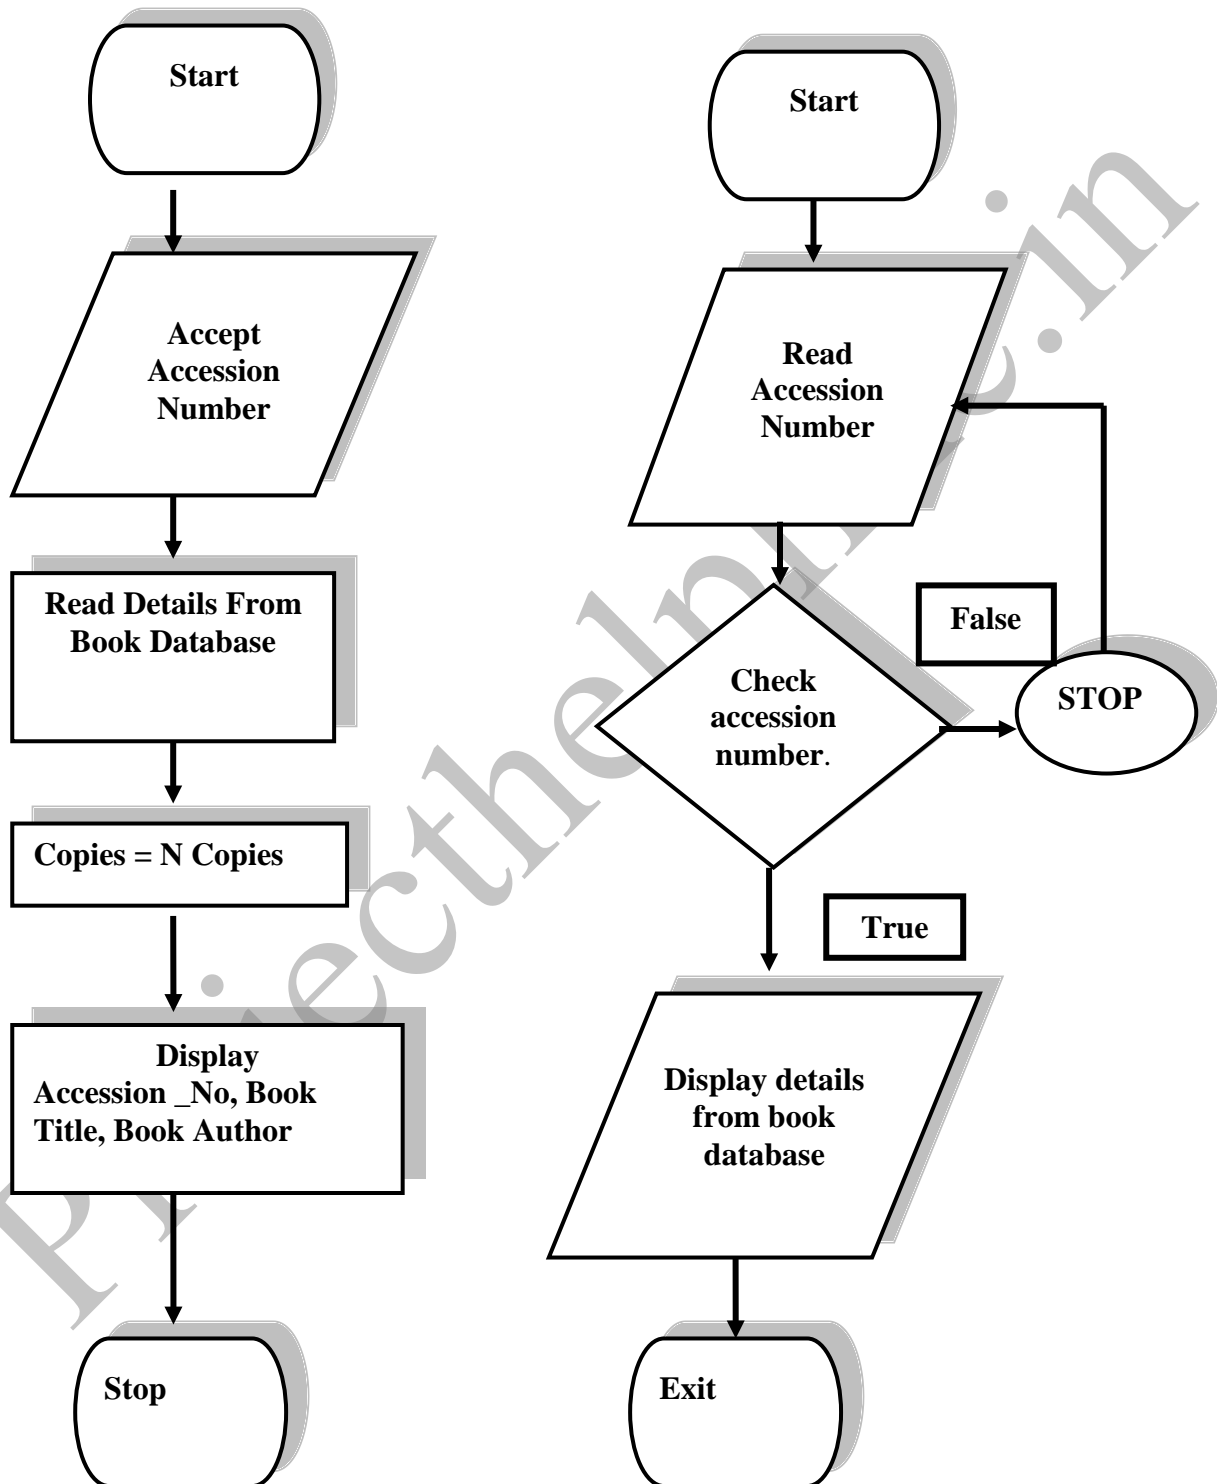 Start
Accept
Accession
Number
Read Details From
Book Database
Copies = N Copies
Display
Accession _No, Book
Title, Book Author
Stop
Start
Read
Accession
Number
Check
accession
number.
False
STOP
True
Display details
from book
database
Exit